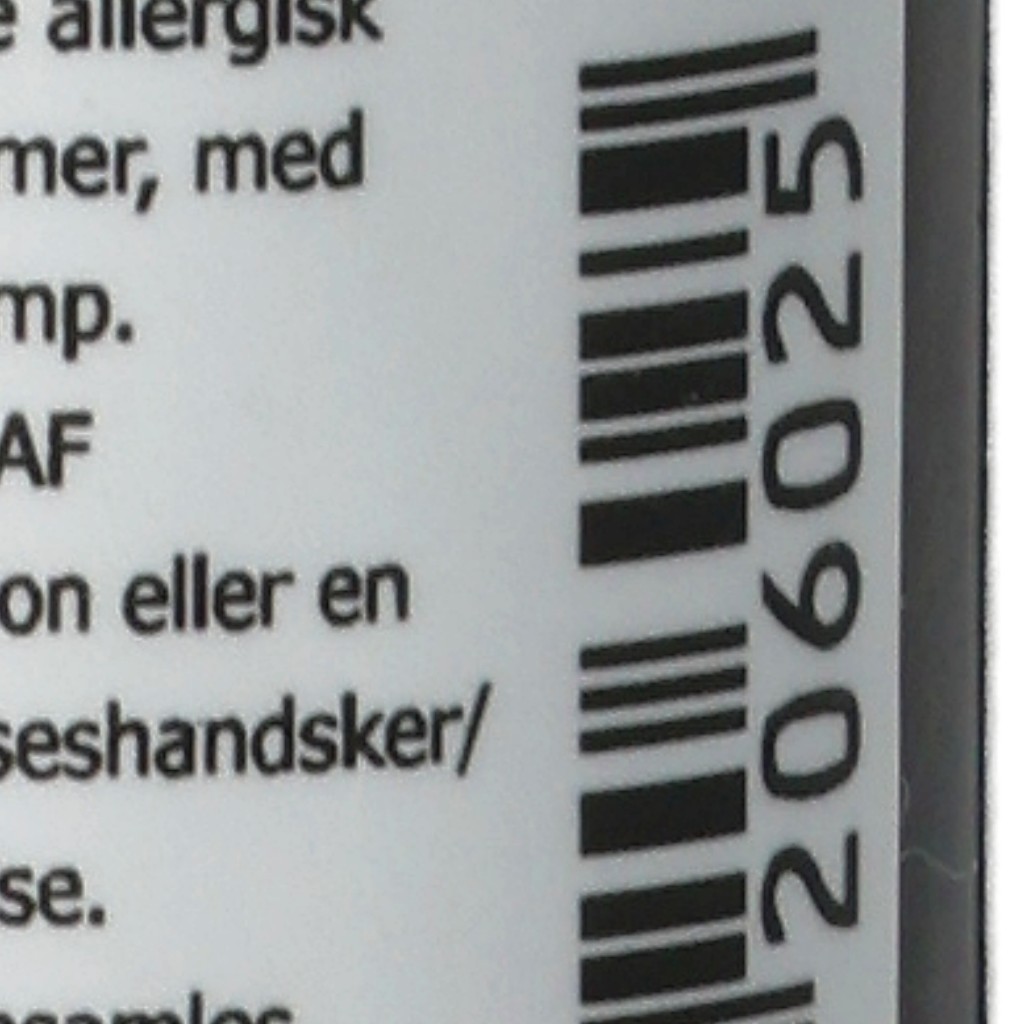 e allergisk
mer, med
mp.
AF
on eller en
seshandsker/
se.
206025